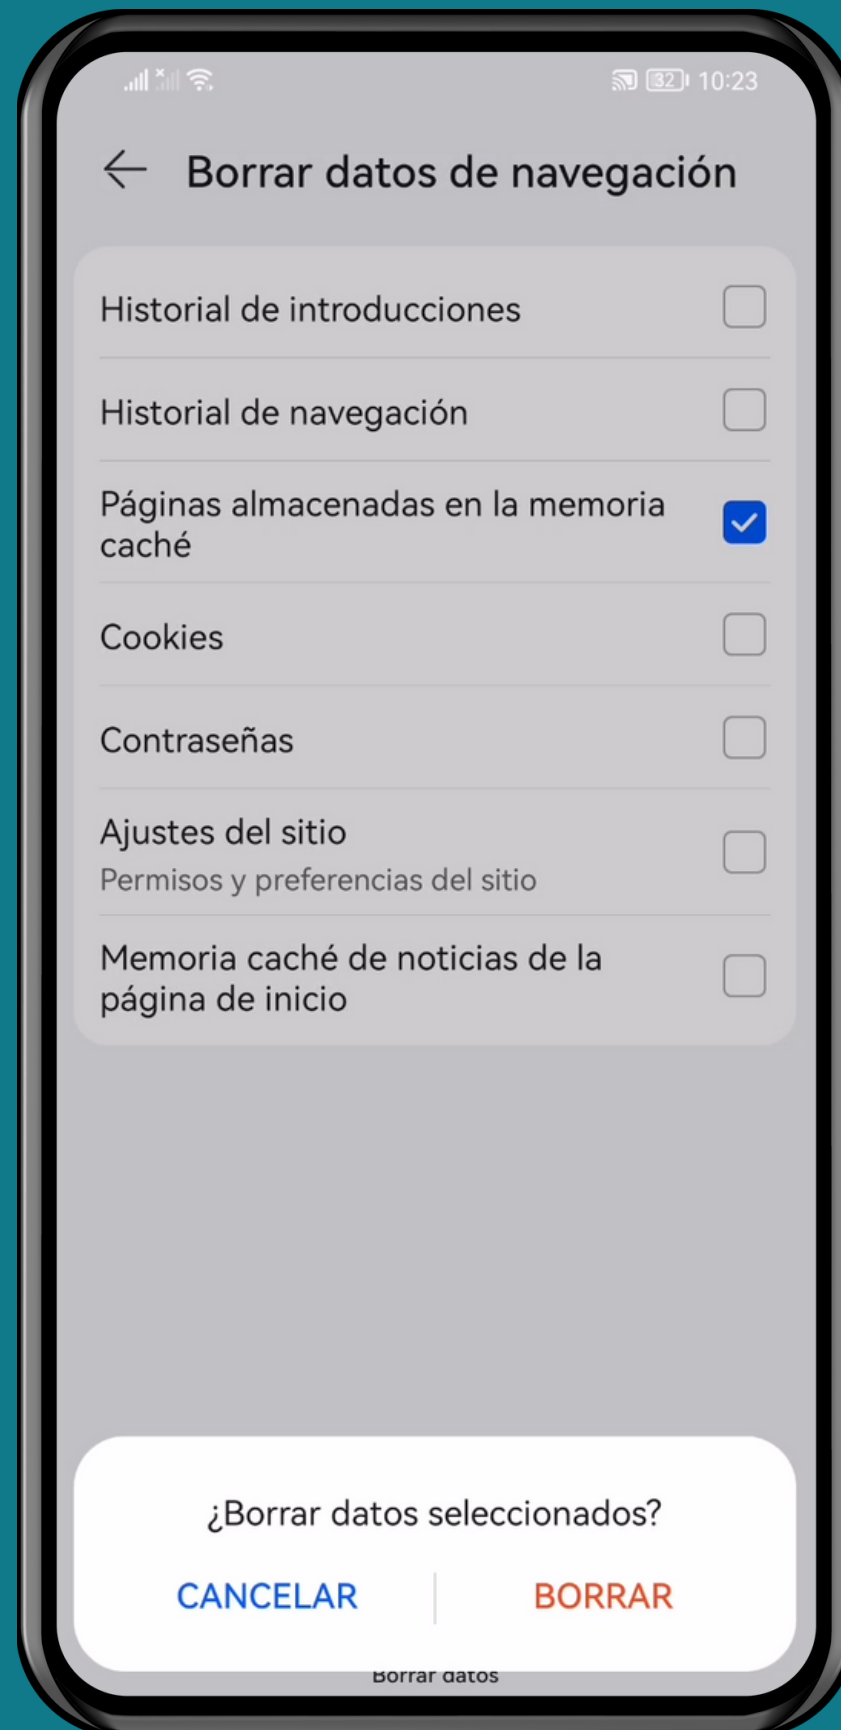 32 10:23
Borrar datos de navegación
Historial de introducciones
Historial de navegación
Páginas almacenadas en la memoria
caché
Cookies
Contraseñas
Ajustes del sitio
Permisos y preferencias del sitio
Memoria caché de noticias de la
página de inicio
¿Borrar datos seleccionados?
CANCELAR BORRAR
Borrar datos